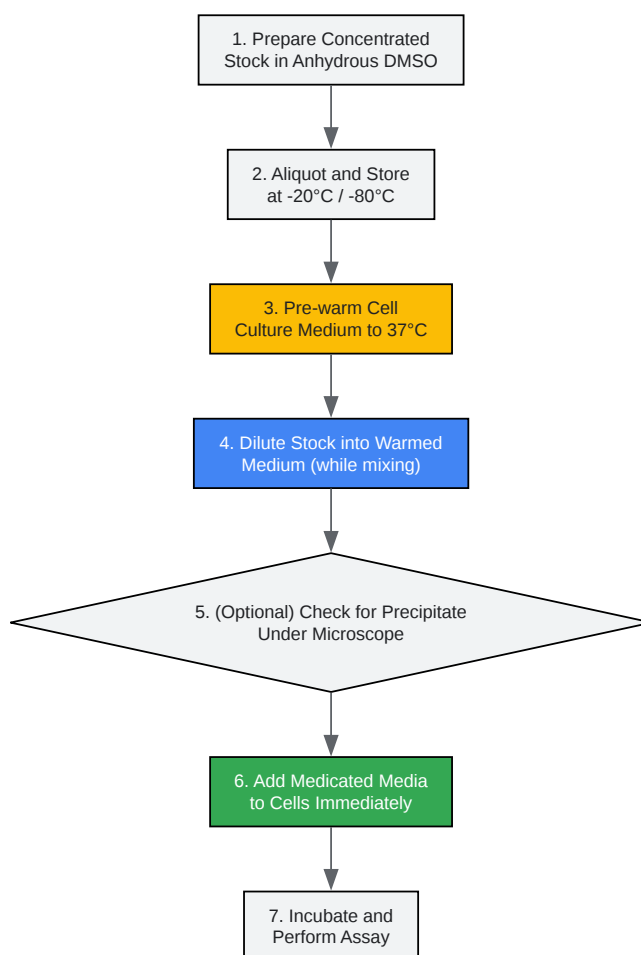 1. Prepare Concentrated
Stock in Anhydrous DMSO
2. Aliquot and Store
at -20°C / -80°C
3. Pre-warm Cell
Culture Medium to 37°C
4. Dilute Stock into Warmed
Medium (while mixing)
5. (Optional) Check for Precipitate
Under Microscope
6. Add Medicated Media
to Cells Immediately
7. Incubate and
Perform Assay